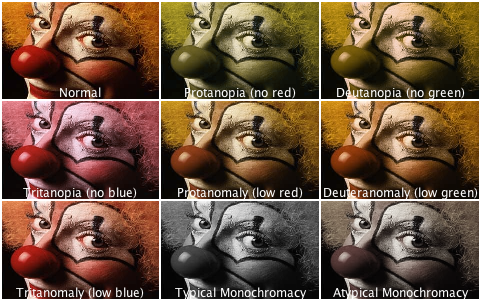 Normal
Protanopia (no red)
Deutanopia (no green)
Tritanopia (no blue)
Protanomaly (low red)
Deuteranomaly (low green)
Tritanomaly (low blue)
Typical Monochromacy
Atypical Monochromacy